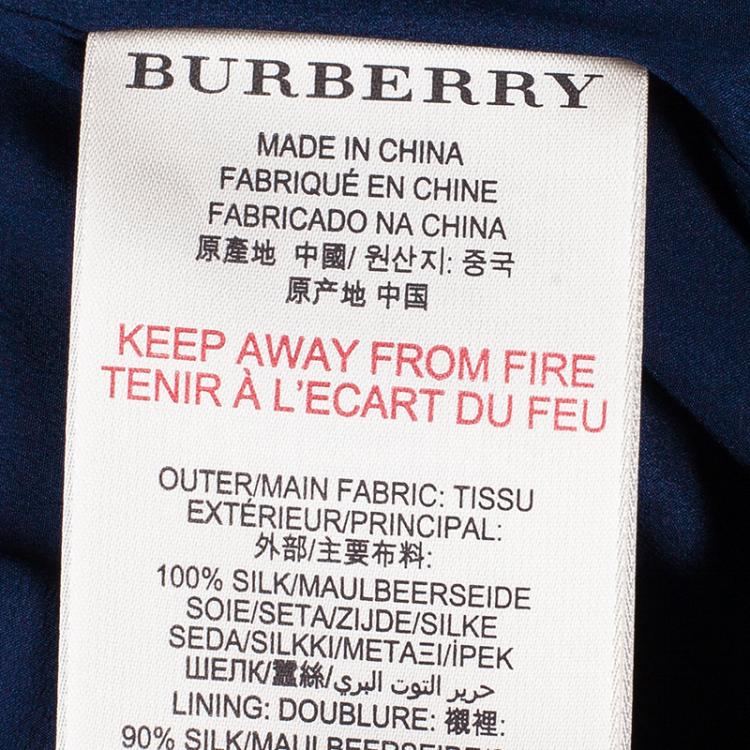 BURBERRY
MADE IN CHINA
FABRIQUÉ EN CHINE
FABRICADO NA CHINA
原產地 中國/ 원산지: 중국
原产地 中国
KEEP AWAY FROM FIRE
TENIR À L'ECART DU FEU
OUTER/MAIN FABRIC: TISSU
EXTÉRIEUR/PRINCIPAL:
外部/主要布料:
100% SILK/MAULBEERSEIDE
SOIE/SETA/ZIJDE/SILKE
SEDA/SILKKI/ΜΕΤΑΞΙ/İPEK
ШЕЛК/蠶絲/حرير التوت البري
LINING: DOUBLURE: 襯裡:
90% SILK/MAULBEERSEIDE